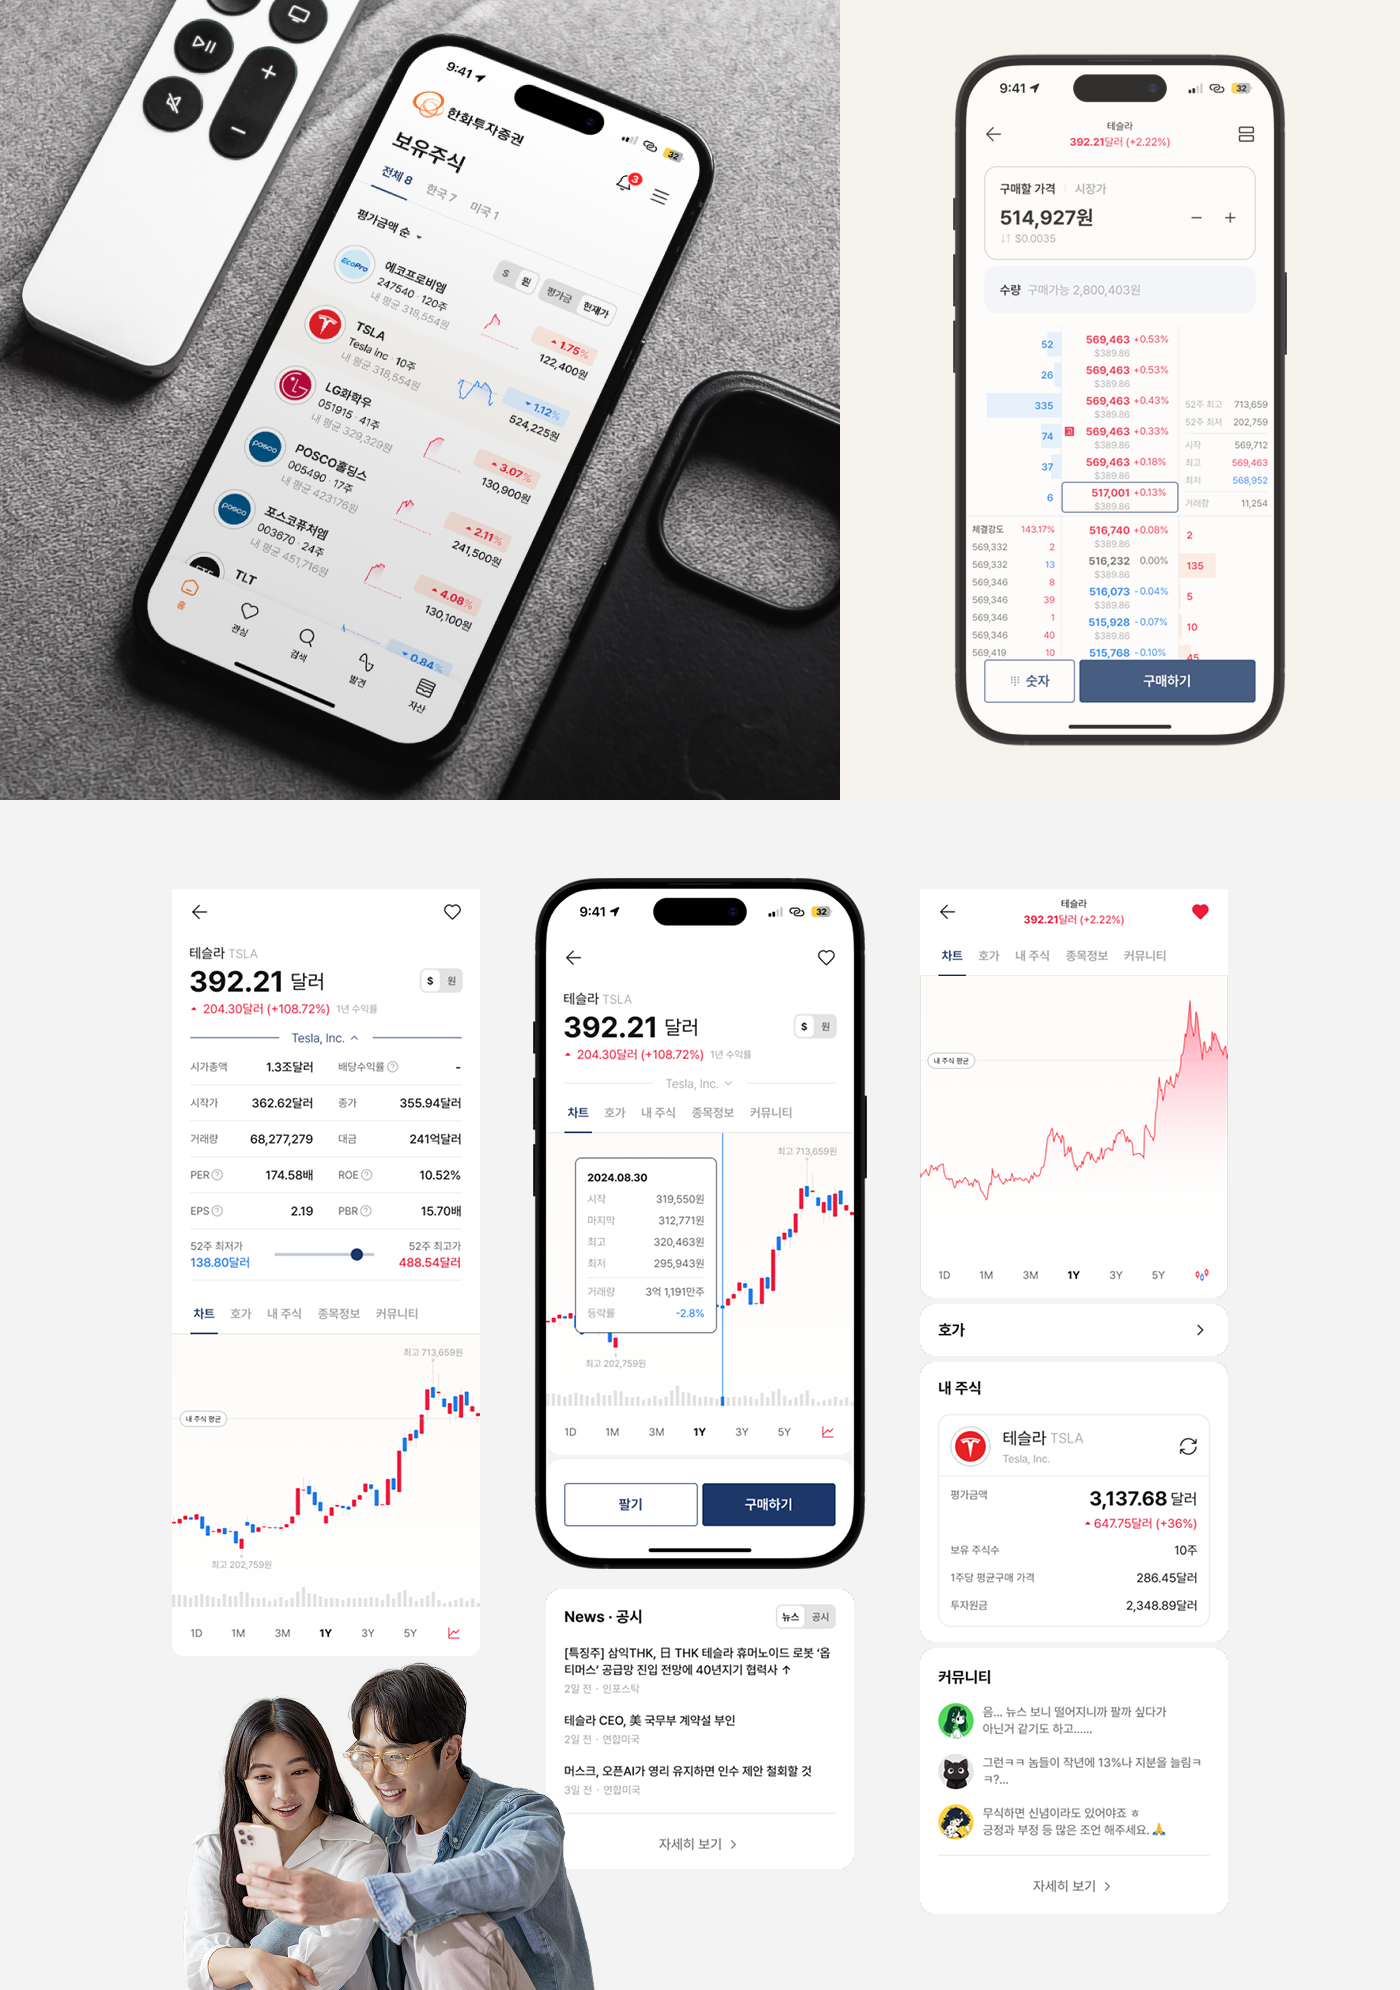 9:41
32
한화투자증권
보유주식
3
전체 8
한국 7
미국 1
평가금액 순
$ 원
평가금 현재가
EcoPro
에코프로비엠
247540 · 120주
내 평균 318,554원
1.75%
122,400원
TSLA
Tesla inc · 10주
내 평균 318,554원
1.12%
524,225원
LG화학우
051915 · 41주
내 평균 329,329원
3.07%
130,900원
posco
POSCO홀딩스
005490 · 17주
내 평균 423176원
2.11%
241,500원
posco
포스코퓨처엠
003670 · 24주
내 평균 451,716원
4.08%
130,100원
TLT
0.84%
홈
관심
검색
발견
자산
9:41
32
테슬라
392.21달러 (+2.22%)
구매할 가격 | 시장가
514,927원
$0.0035
수량 구매가능 2,800,403원
52 569,463 +0.53%
$389.86
26 569,463 +0.53%
$389.86
335 569,463 +0.43%
$389.86
74 569,463 +0.33%
$389.86
37 569,463 +0.18%
$389.86
6 517,001 +0.13%
$389.86
52주 최고 713,659
52주 최저 202,759
시작 569,712
최고 569,463
최저 568,952
거래량 11,254
체결강도 143.17%
569,332 2
569,332 13
569,346 8
569,346 39
569,346 1
569,346 40
569,419 10
516,740 +0.08% 2
$389.86
516,232 0.00% 135
$389.86
516,073 -0.04% 5
$389.86
515,928 -0.07% 10
$389.86
515,768 -0.10% 45
숫자
구매하기
테슬라 TSLA
392.21 달러
$ 원
204.30달러 (+108.72%) 1년 수익률
Tesla, Inc.
시가총액 1.3조달러 배당수익률 ? -
시작가 362.62달러 종가 355.94달러
거래량 68,277,279 대금 241억달러
PER ? 174.58배 ROE ? 10.52%
EPS ? 2.19 PBR ? 15.70배
52주 최저가 52주 최고가
138.80달러 488.54달러
차트 호가 내 주식 종목정보 커뮤니티
최고 713,659원
내 주식 평균
최고 202,759원
1D 1M 3M 1Y 3Y 5Y
9:41
32
테슬라 TSLA
392.21 달러
$ 원
204.30달러 (+108.72%) 1년 수익률
Tesla, Inc.
차트 호가 내 주식 종목정보 커뮤니티
최고 713,659원
2024.08.30
시작 319,550원
마지막 312,771원
최고 320,463원
최저 295,943원
거래량 3억 1,191만주
등락률 -2.8%
최고 202,759원
1D 1M 3M 1Y 3Y 5Y
팔기
구매하기
News · 공시
뉴스 공시
[특징주] 삼익THK, 日 THK 테슬라 휴머노이드 로봇 ‘옵
티머스’ 공급망 진입 전망에 40년지기 협력사 ↑
2일 전 · 인포스탁
테슬라 CEO, 美 국무부 계약설 부인
2일 전 · 연합미국
머스크, 오픈AI가 영리 유지하면 인수 제안 철회할 것
3일 전 · 연합미국
자세히 보기
테슬라
392.21달러 (+2.22%)
차트 호가 내 주식 종목정보 커뮤니티
내 주식 평균
1D 1M 3M 1Y 3Y 5Y
호가
내 주식
테슬라 TSLA
Tesla, Inc.
평가금액 3,137.68 달러
647.75달러 (+36%)
보유 주식수 10주
1주당 평균구매 가격 286.45달러
투자원금 2,348.89달러
커뮤니티
음... 뉴스 보니 떨어지니까 팔까 싶다가
아닌거 같기도 하고......
그런ㅋㅋ 놈들이 작년에 13%나 지분을 늘림ㅋ
ㅋ?...
무식하면 신념이라도 있어야죠 ㅎ
긍정과 부정 등 많은 조언 해주세요. 🙏
자세히 보기